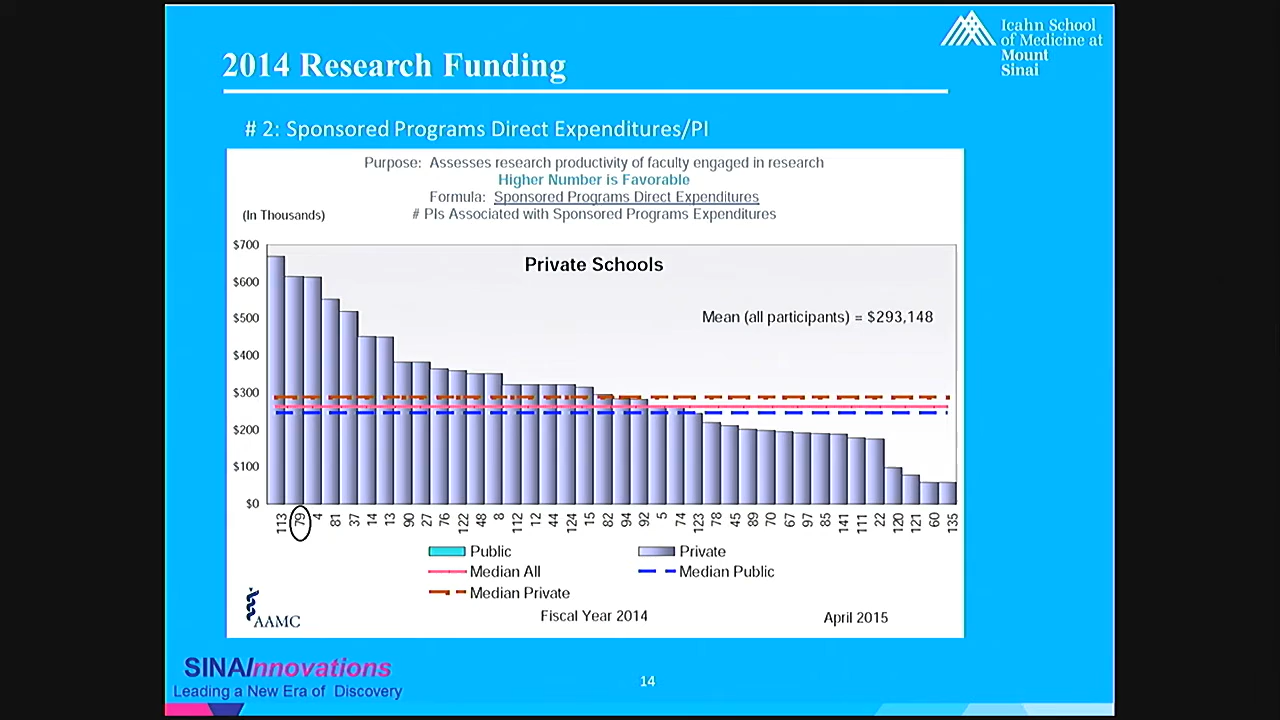 Icahn School
of Medicine at
Mount
Sinai
2014 Research Funding
# 2: Sponsored Programs Direct Expenditures/PI
Purpose: Assesses research productivity of faculty engaged in research
Higher Number is Favorable
Formula: Sponsored Programs Direct Expenditures
# PIs Associated with Sponsored Programs Expenditures
(In Thousands)
$700
$600
$500
$400
$300
$200
$100
$0
Private Schools
Mean (all participants) = $293,148
113 79 4 81 37 14 13 90 27 76 122 48 8 112 12 44 124 15 82 94 92 5 74 123 78 45 89 70 67 97 85 141 111 22 120 121 60 135
Public
Private
Median All
Median Public
Median Private
AAMC
Fiscal Year 2014
April 2015
SINAInnovations
Leading a New Era of Discovery
14